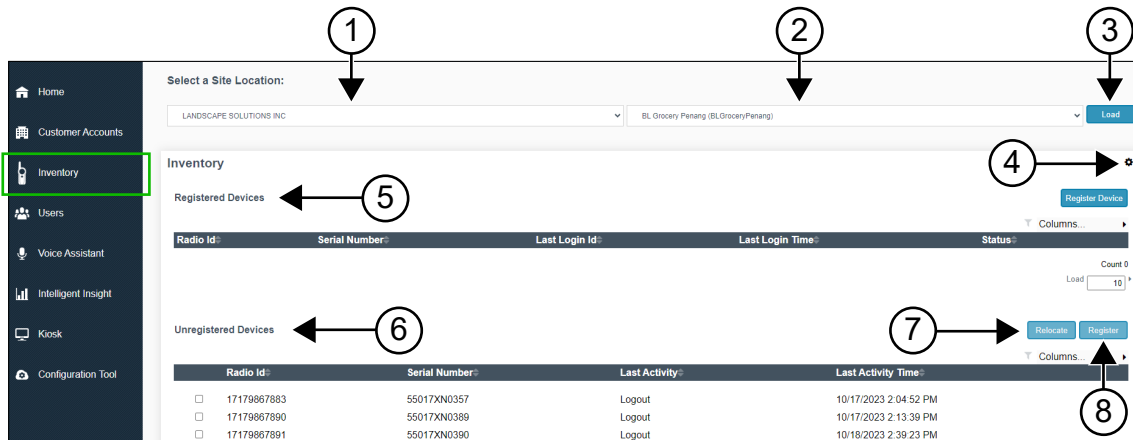 1 2 3
Select a Site Location:
Home
LANDSCAPE SOLUTIONS INC BL Grocery Penang (BLGroceryPenang) Load
Customer Accounts
Inventory 4
Inventory
Registered Devices 5 Register Device
Users
Columns...
Radio Id Serial Number Last Login Id Last Login Time Status
Voice Assistant
Count 0
Load 10
Intelligent Insight
Unregistered Devices 6 7 Relocate Register
Kiosk
Columns...
Radio Id Serial Number Last Activity Last Activity Time
Configuration Tool
17179867883 55017XN0357 Logout 10/17/2023 2:04:52 PM
8
17179867890 55017XN0389 Logout 10/17/2023 2:13:39 PM
17179867891 55017XN0390 Logout 10/18/2023 2:39:23 PM